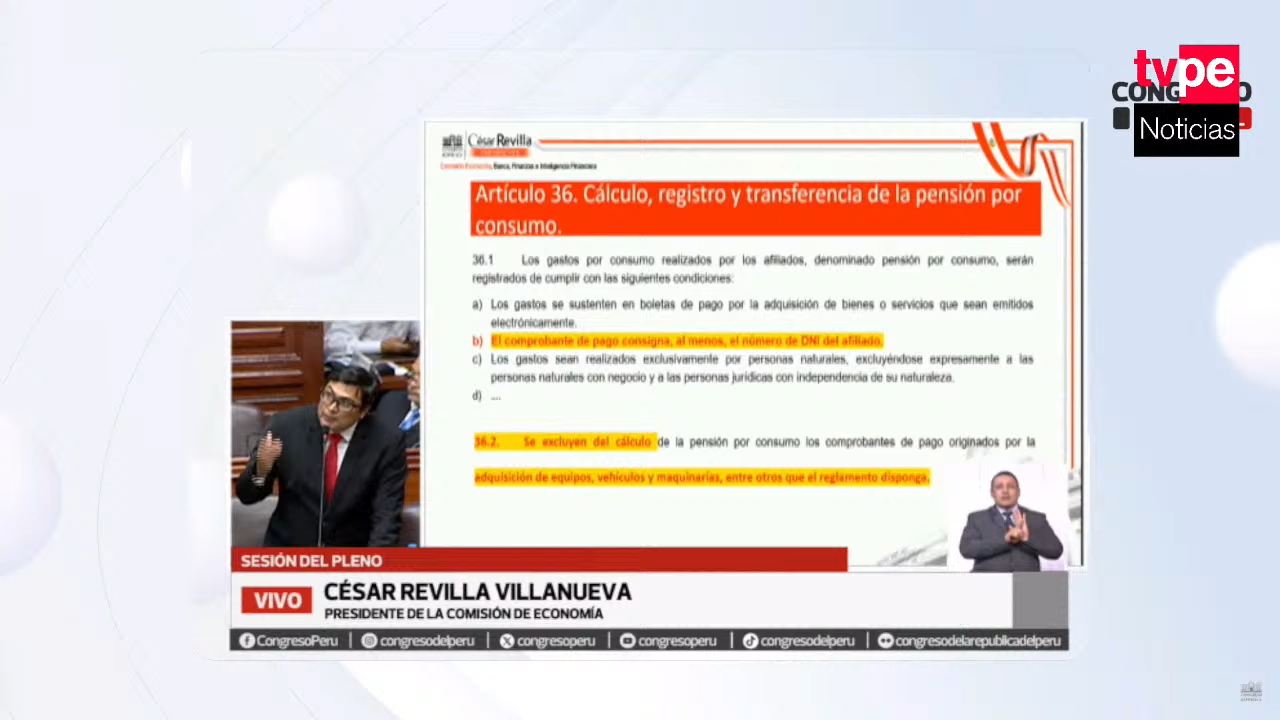 tvpe
Noticias
César Revilla
Comisión Economía, Banca, Finanzas e Inteligencia Financiera
Artículo 36. Cálculo, registro y transferencia de la pensión por
consumo.
36.1 Los gastos por consumo realizados por los afiliados, denominado pensión por consumo, serán
registrados de cumplir con las siguientes condiciones:
a) Los gastos se sustenten en boletas de pago por la adquisición de bienes o servicios que sean emitidos
electrónicamente.
b) El comprobante de pago consigna, al menos, el número de DNI del afiliado.
c) Los gastos sean realizados exclusivamente por personas naturales, excluyéndose expresamente a las
personas naturales con negocio y a las personas jurídicas con independencia de su naturaleza.
d) ...
36.2. Se excluyen del cálculo de la pensión por consumo los comprobantes de pago originados por la
adquisición de equipos, vehículos y maquinarias, entre otros que el reglamento disponga.
SESIÓN DEL PLENO
VIVO
CÉSAR REVILLA VILLANUEVA
PRESIDENTE DE LA COMISIÓN DE ECONOMÍA
CongresoPeru | congresodelperu | congresoperu | congresoperu | congresodelperu | congresodelarepublicadelperu